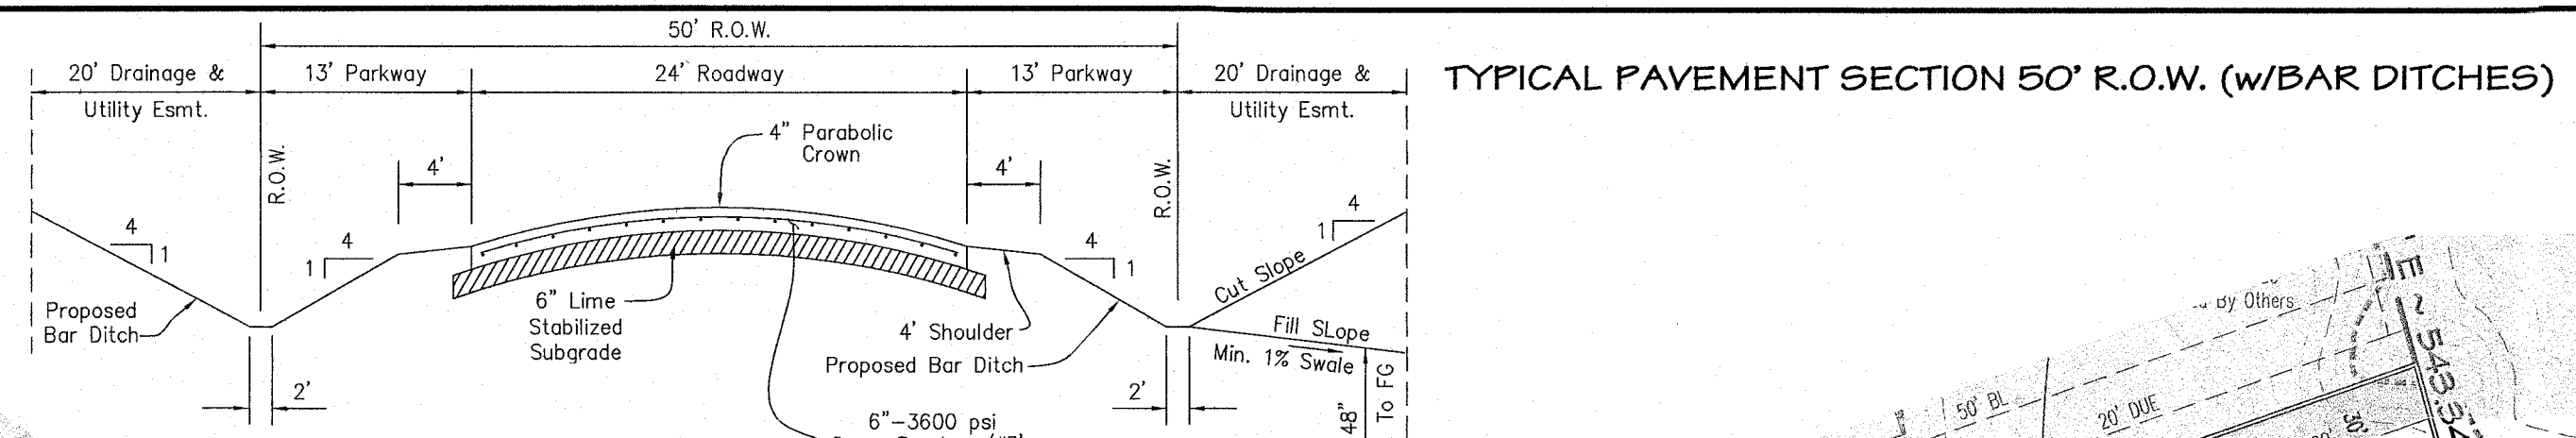 50' R.O.W.
20' Drainage &
Utility Esmt.
13' Parkway
24' Roadway
13' Parkway
20' Drainage &
Utility Esmt.
TYPICAL PAVEMENT SECTION 50' R.O.W. (w/BAR DITCHES)
4" Parabolic
Crown
R.O.W.
R.O.W.
4'
4'
4
1
4
1
4
1
4
1
Proposed
Bar Ditch
6" Lime
Stabilized
Subgrade
4' Shoulder
Proposed Bar Ditch
Cut Slope
Fill SLope
Min. 1% Swale
2'
2'
6"-3600 psi
48"
To FG
By Others
E ~ 543.34
50' BL
20' DUE
30'